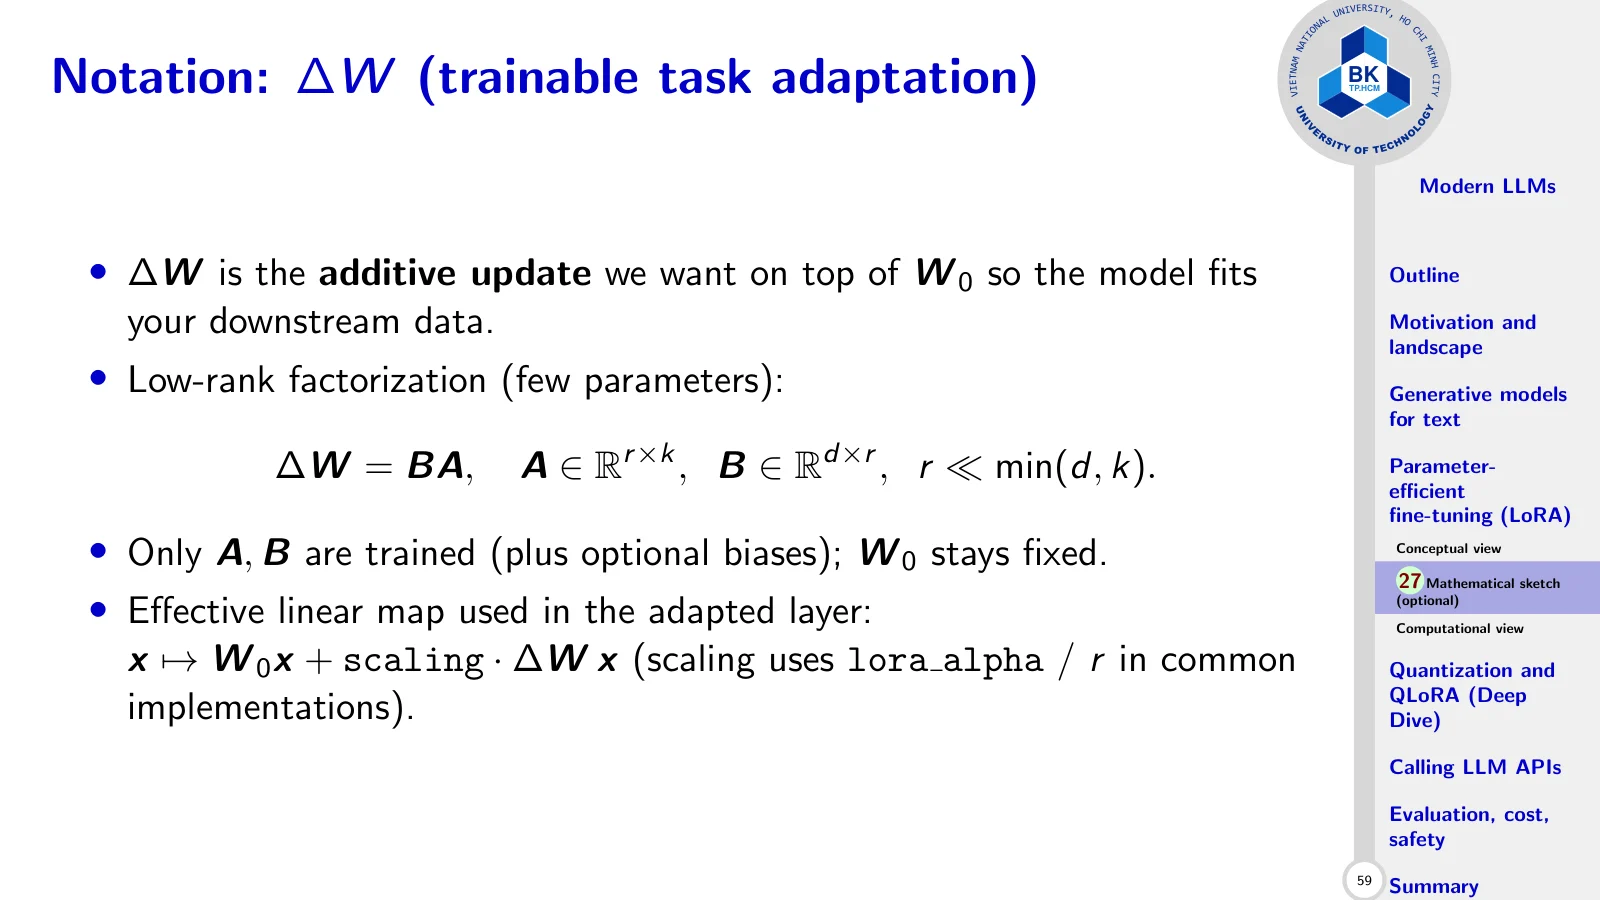 Notation: ΔW (trainable task adaptation)
• ΔW is the additive update we want on top of W₀ so the model fits
your downstream data.
• Low-rank factorization (few parameters):
ΔW = BA, A ∈ ℝ^{r×k}, B ∈ ℝ^{d×r}, r ≪ min(d, k).
• Only A, B are trained (plus optional biases); W₀ stays fixed.
• Effective linear map used in the adapted layer:
x ↦ W₀x + scaling · ΔW x (scaling uses lora_alpha / r in common
implementations).
VIETNAM NATIONAL UNIVERSITY, HO CHI MINH CITY
BK
TP.HCM
UNIVERSITY OF TECHNOLOGY
Modern LLMs
Outline
Motivation and
landscape
Generative models
for text
Parameter-
efficient
fine-tuning (LoRA)
Conceptual view
27 Mathematical sketch
(optional)
Computational view
Quantization and
QLoRA (Deep
Dive)
Calling LLM APIs
Evaluation, cost,
safety
Summary
59